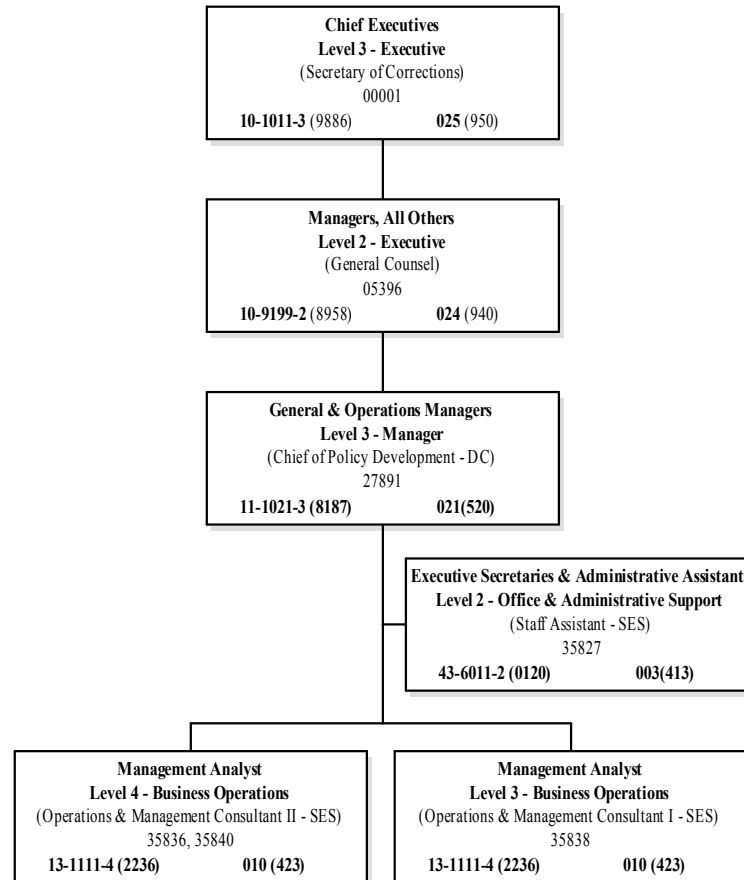 Chief Executives
Level 3 - Executive
(Secretary of Corrections)
00001
10-1011-3 (9886) 025 (950)
Managers, All Others
Level 2 - Executive
(General Counsel)
05396
10-9199-2 (8958) 024 (940)
General & Operations Managers
Level 3 - Manager
(Chief of Policy Development - DC)
27891
11-1021-3 (8187) 021(520)
Executive Secretaries & Administrative Assistants
Level 2 - Office & Administrative Support
(Staff Assistant - SES)
35827
43-6011-2 (0120) 003(413)
Management Analyst
Level 4 - Business Operations
(Operations & Management Consultant II - SES)
35836, 35840
13-1111-4 (2236) 010 (423)
Management Analyst
Level 3 - Business Operations
(Operations & Management Consultant I - SES)
35838
13-1111-4 (2236) 010 (423)